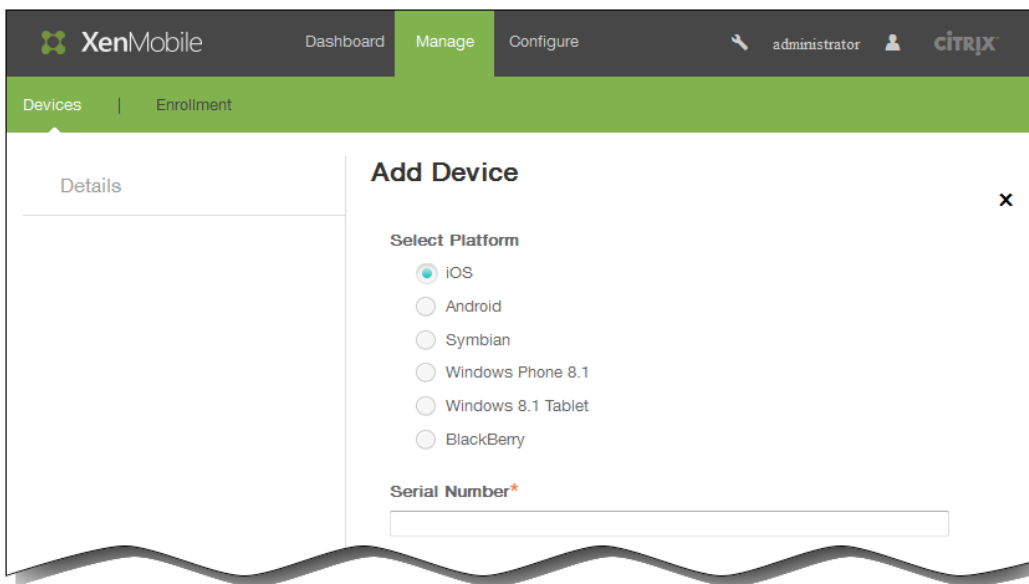 XenMobile Dashboard Manage Configure administrator CITRIX
Devices | Enrollment
Details
Add Device
x
Select Platform
iOS
Android
Symbian
Windows Phone 8.1
Windows 8.1 Tablet
BlackBerry
Serial Number*